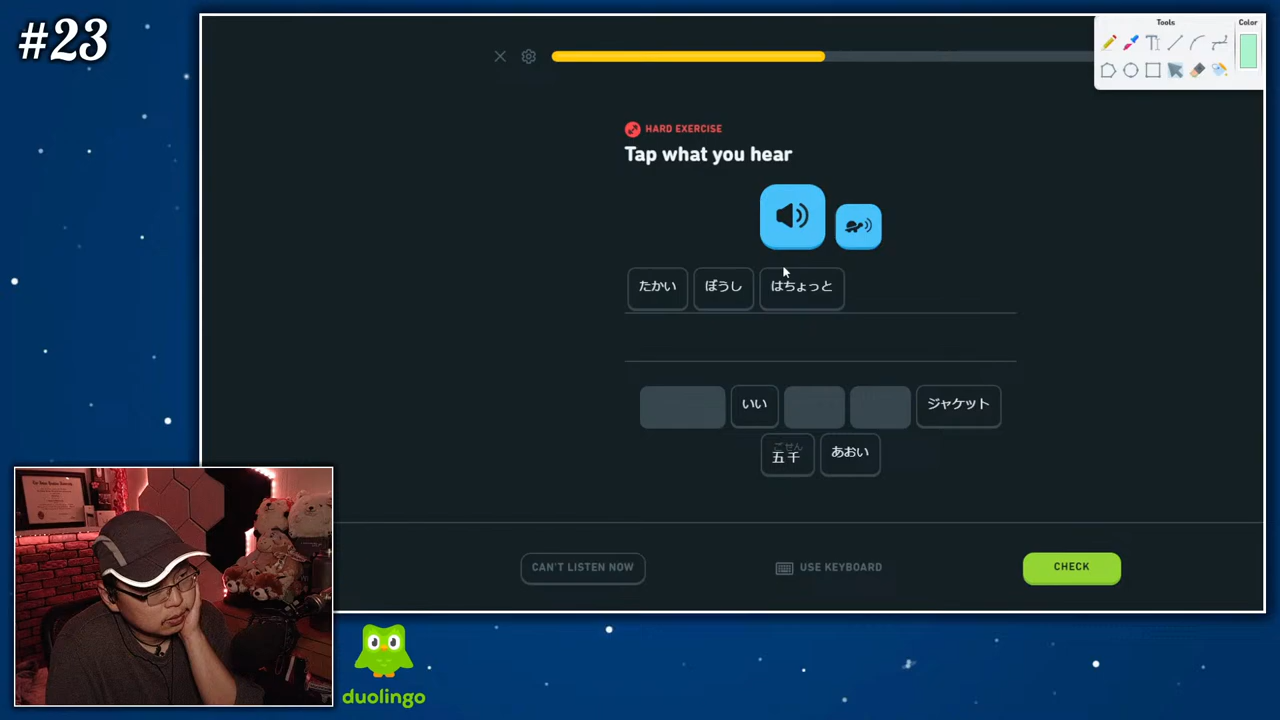 #23
Tools
Color
HARD EXERCISE
Tap what you hear
たかい
ぼうし
はちょっと
いい
ジャケット
ごせん
五千
あおい
CAN'T LISTEN NOW
USE KEYBOARD
CHECK
duolingo